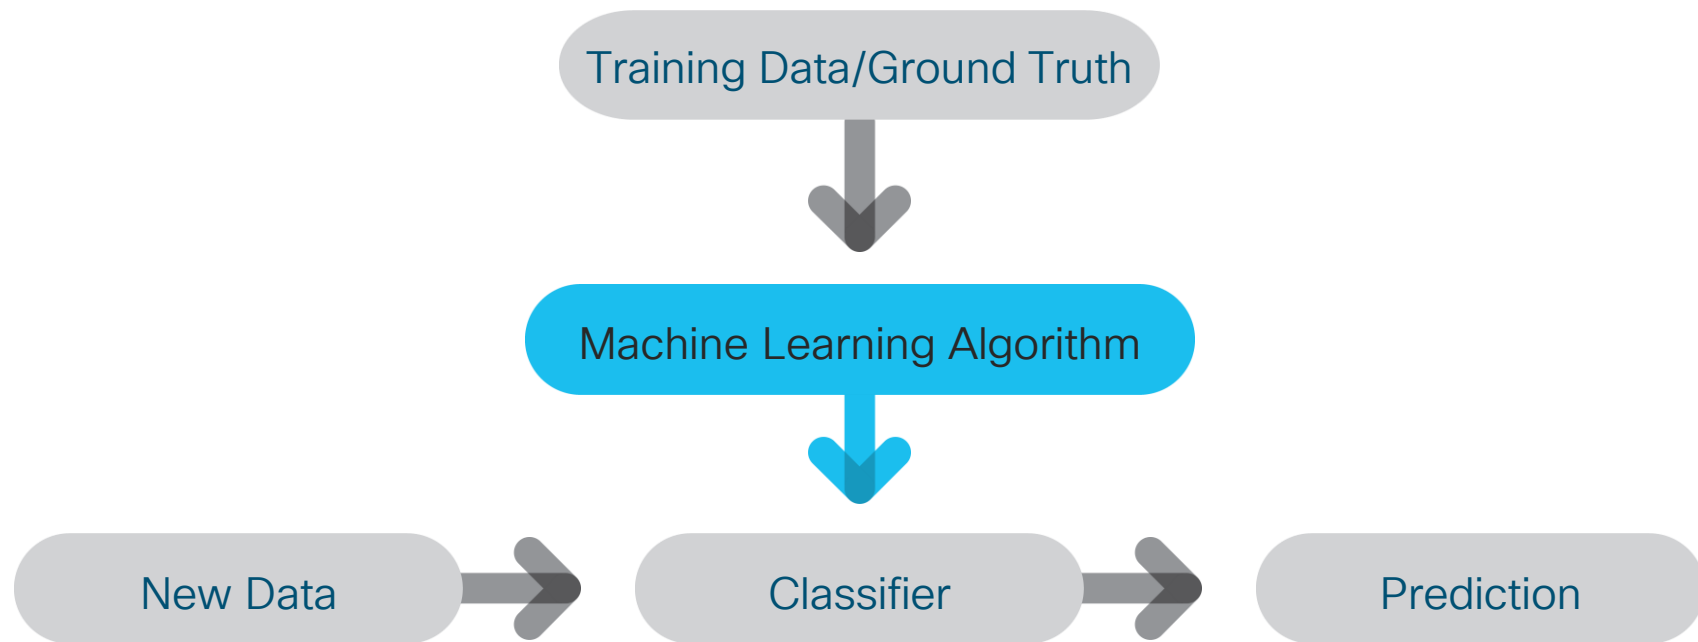 Training Data/Ground Truth
Machine Learning Algorithm
New Data
Classifier
Prediction